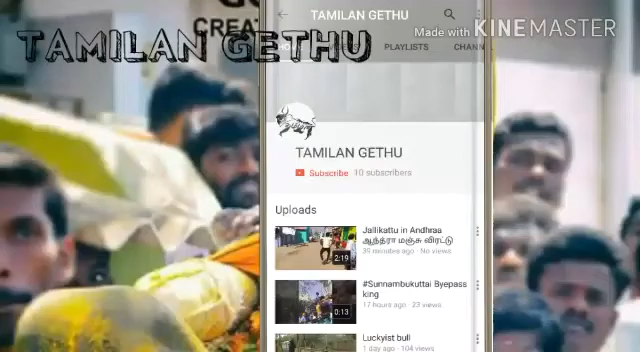 TAMILAN GETHU
Made with KINEMASTER
TAMILAN GETHU
PLAYLISTS
TAMILAN GETHU
Subscribe 10 subscribers
Uploads
Jallikattu in Andhraa
ஆந்த்ரா மஞ்சு விரட்டு
39 minutes ago · No views
2:19
#Sunnambukuttai Byepass
king
17 hours ago · 23 views
0:13
Luckyist bull
1 day ago · 104 views